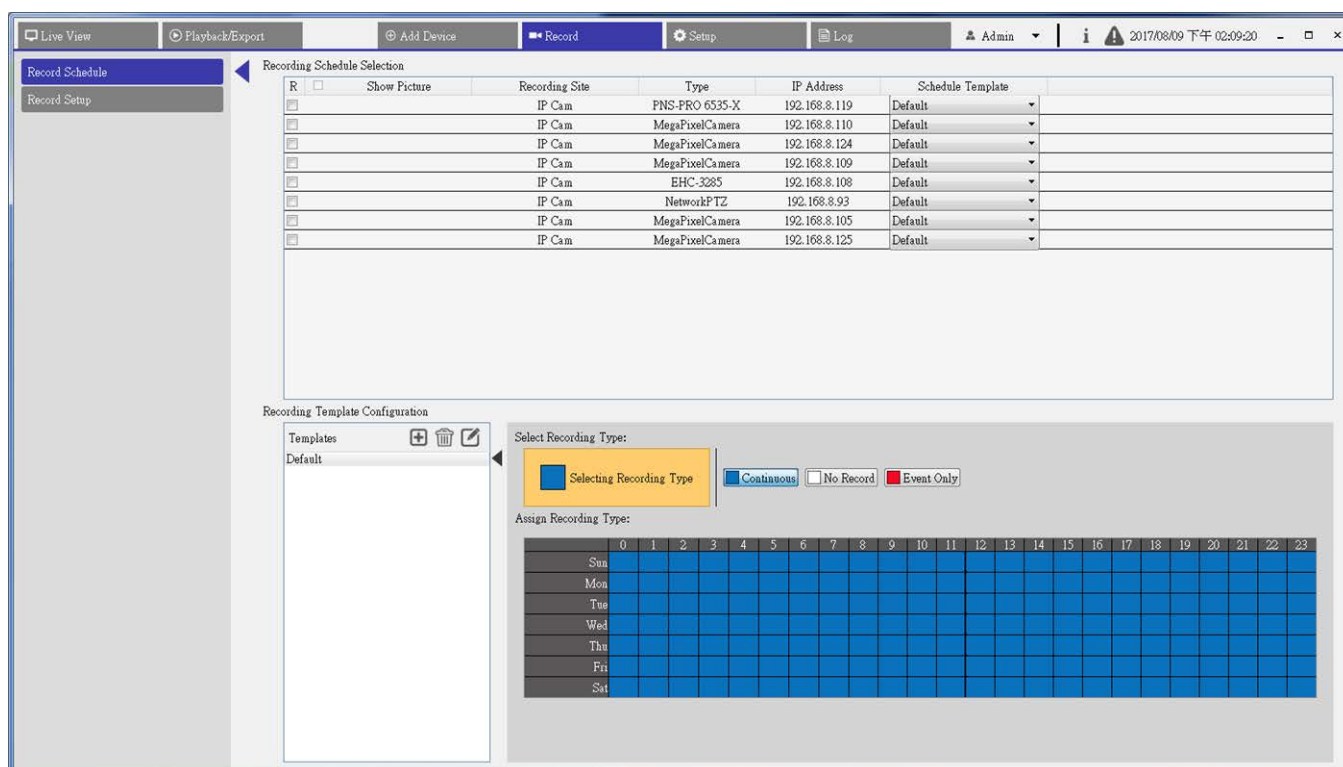 Live View Playback/Export Add Device Record Setup Log Admin i 2017/08/09 下午 02:09:20
Record Schedule
Record Setup
Recording Schedule Selection
R Show Picture Recording Site Type IP Address Schedule Template
IP Cam PNS-PRO 6535-X 192.168.8.119 Default
IP Cam MegaPixelCamera 192.168.8.110 Default
IP Cam MegaPixelCamera 192.168.8.124 Default
IP Cam MegaPixelCamera 192.168.8.109 Default
IP Cam EHC-3285 192.168.8.108 Default
IP Cam NetworkPTZ 192.168.8.93 Default
IP Cam MegaPixelCamera 192.168.8.105 Default
IP Cam MegaPixelCamera 192.168.8.125 Default
Recording Template Configuration
Templates
Default
Select Recording Type:
Selecting Recording Type Continuous No Record Event Only
Assign Recording Type:
0 1 2 3 4 5 6 7 8 9 10 11 12 13 14 15 16 17 18 19 20 21 22 23
Sun
Mon
Tue
Wed
Thu
Fri
Sat